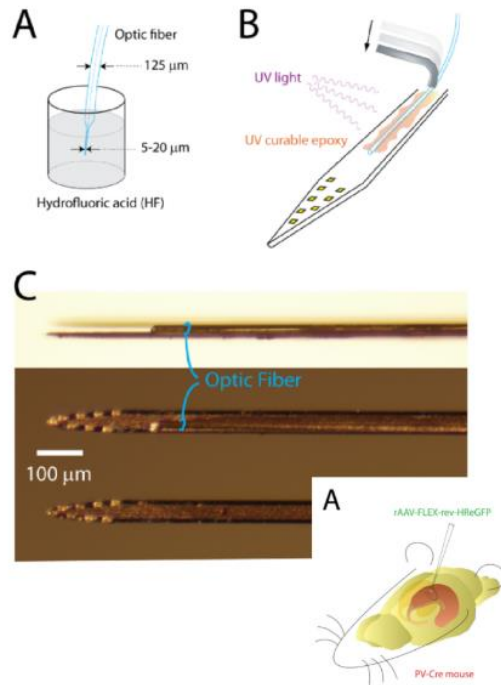 A
Optic fiber
125 μm
5-20 μm
Hydrofluoric acid (HF)
B
UV light
UV curable epoxy
C
Optic Fiber
100 μm
A
rAAV-FLEX-rev-HReGFP
PV-Cre mouse